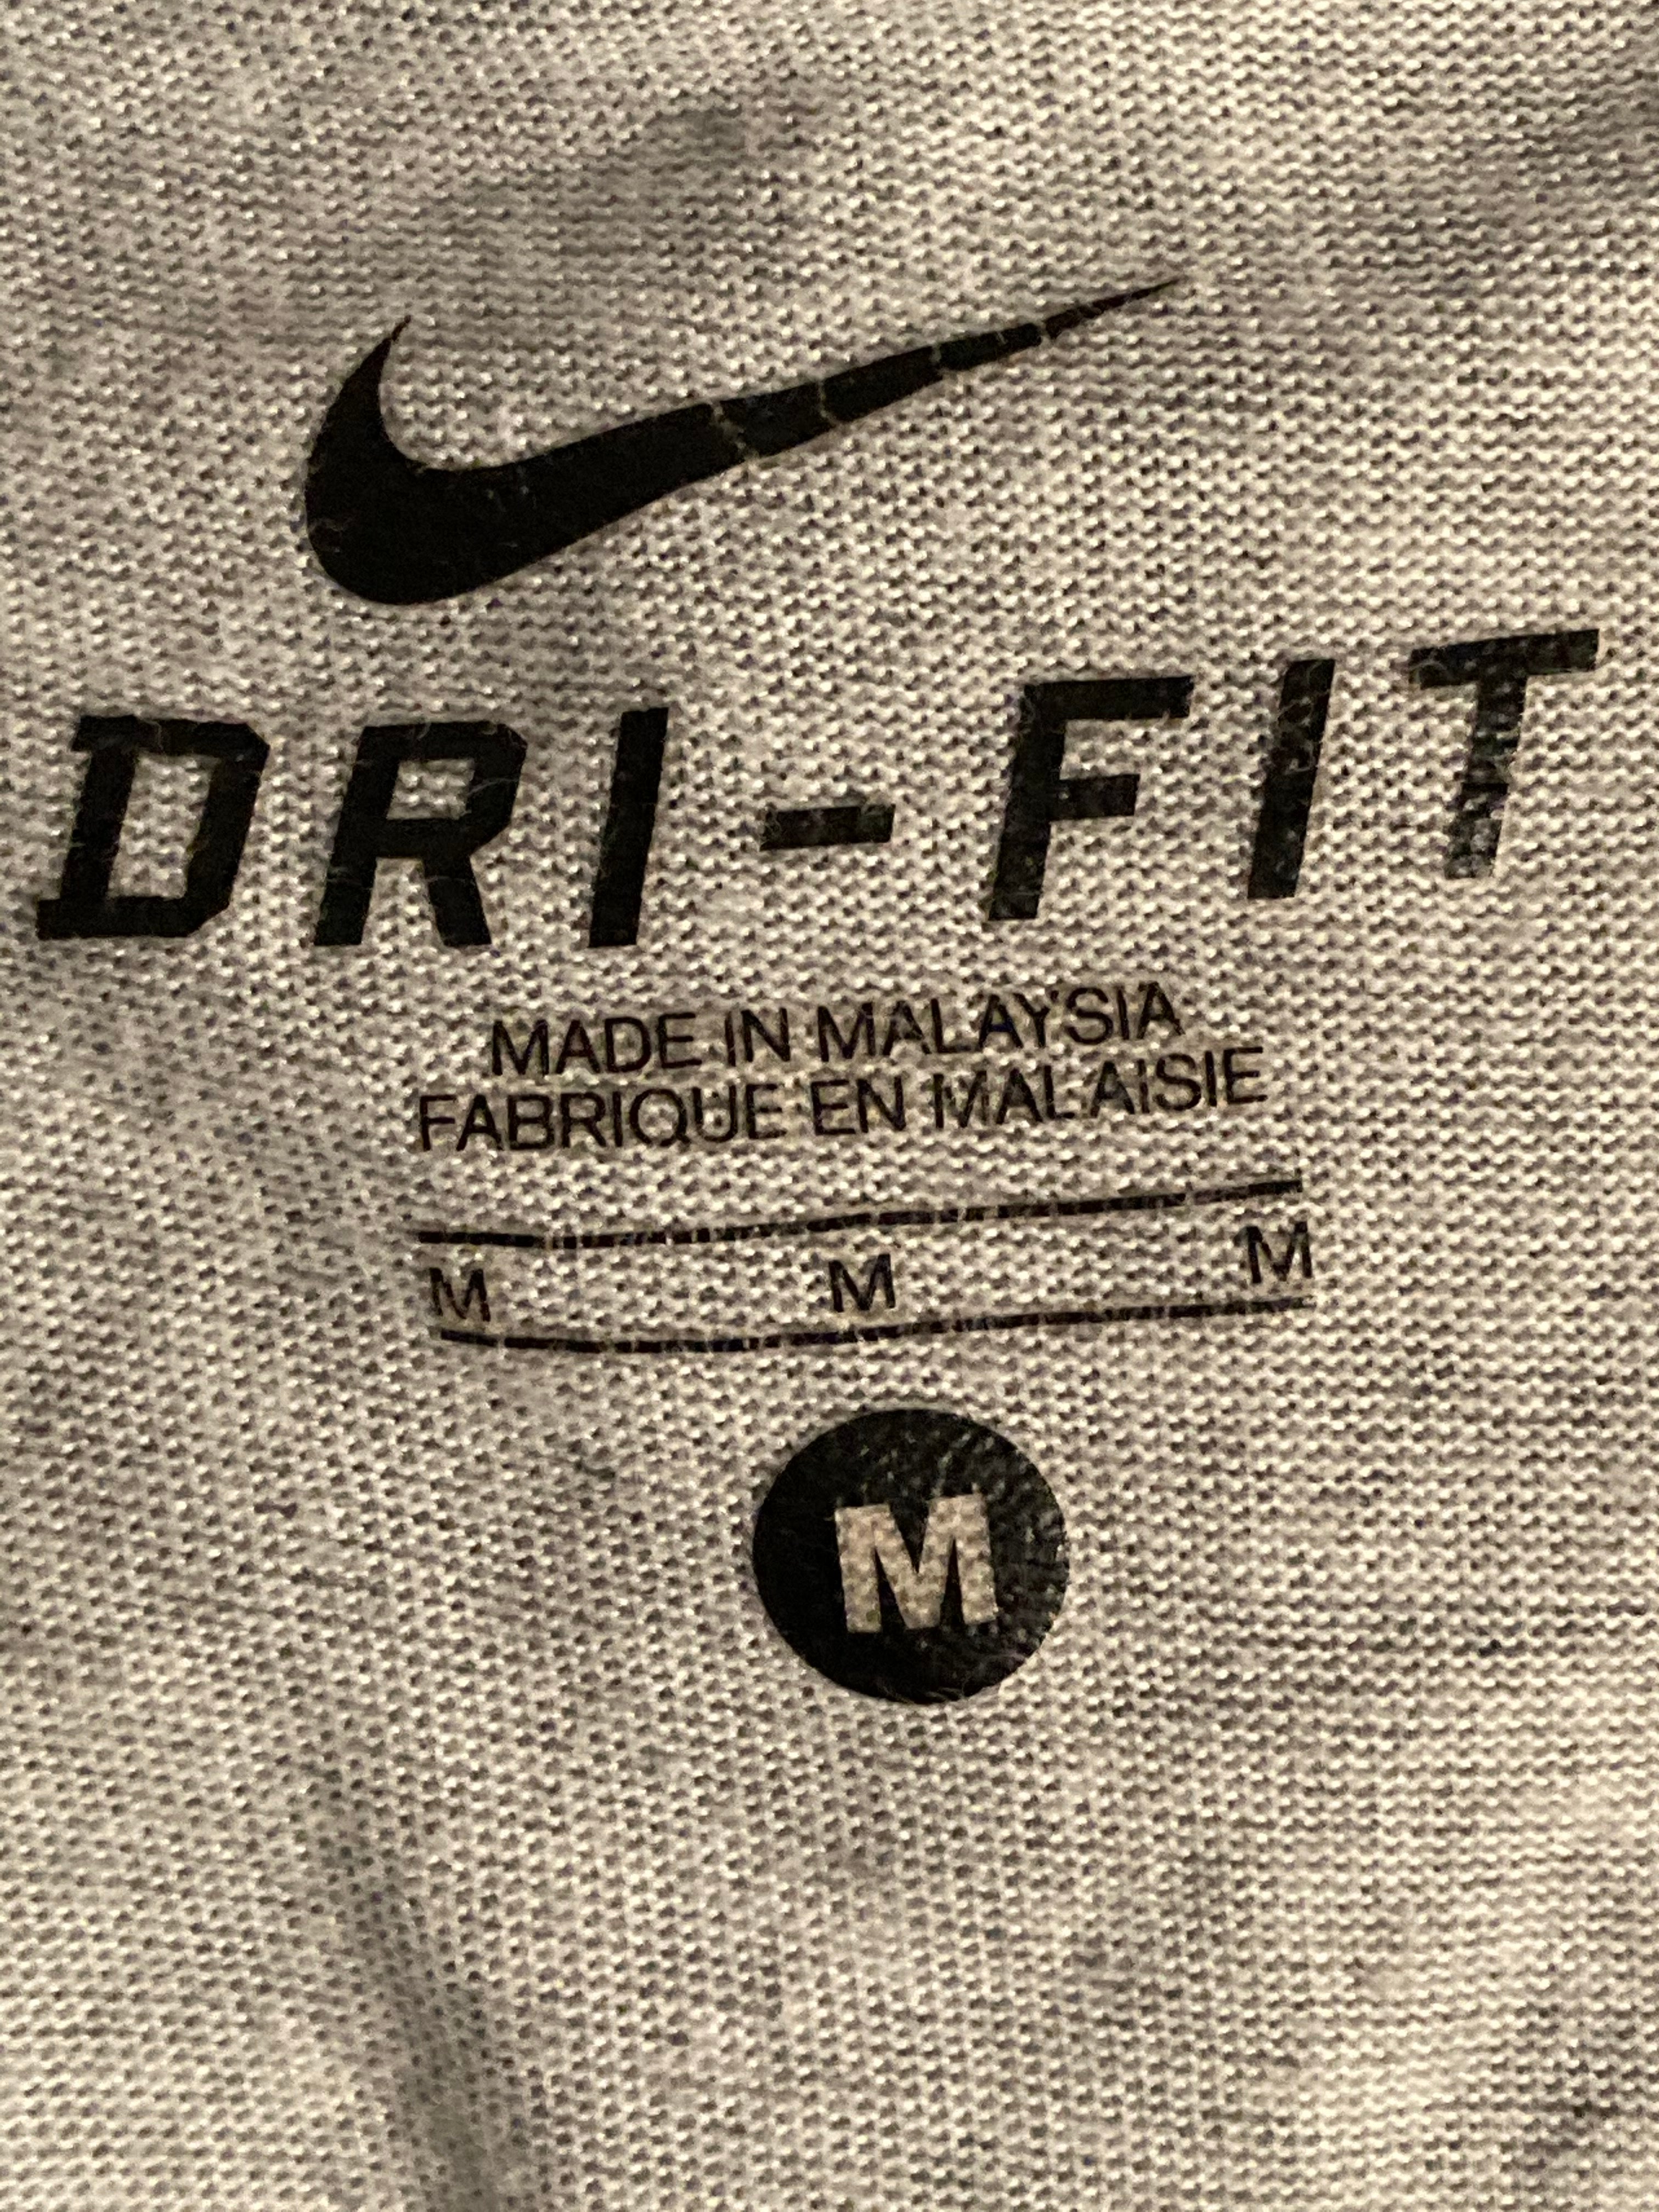 DRI-FIT
MADE IN MALAYSIA
FABRIQUE EN MALAISIE
M M M
M